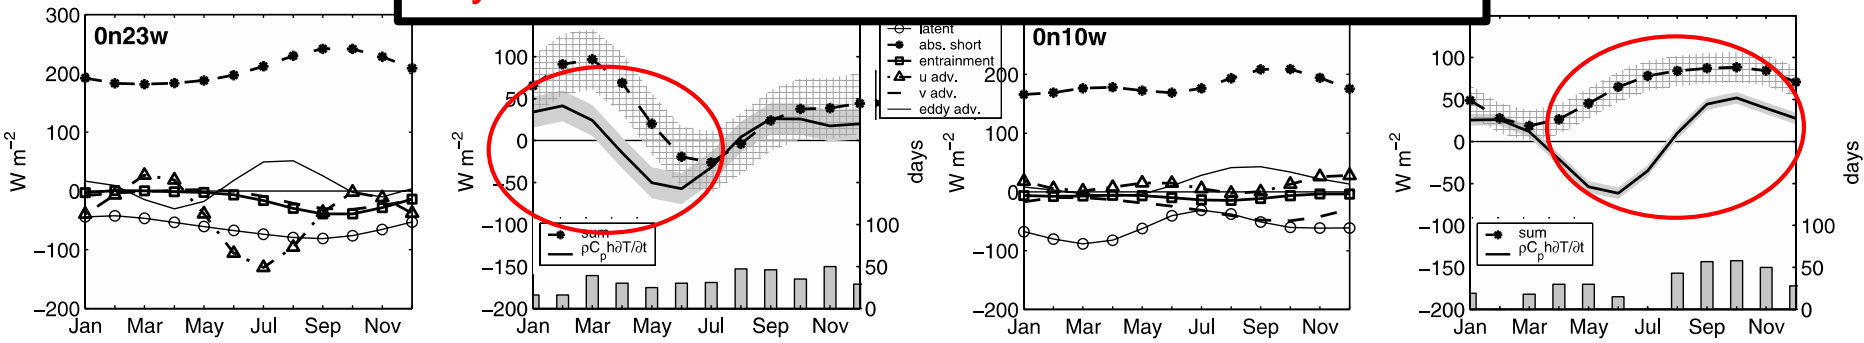 300
200
100
0
−100
−200
W m−2
0n23w
Jan Mar May Jul Sep Nov
100
50
0
−50
−100
−150
−200
W m−2
sum
ρCph∂T/∂t
100
50
0
days
Jan Mar May Jul Sep Nov
latent
abs. short
entrainment
u adv.
v adv.
eddy adv.
200
100
0
−100
−200
W m−2
0n10w
Jan Mar May Jul Sep Nov
100
50
0
−50
−100
−150
−200
W m−2
sum
ρCph∂T/∂t
100
50
0
days
Jan Mar May Jul Sep Nov